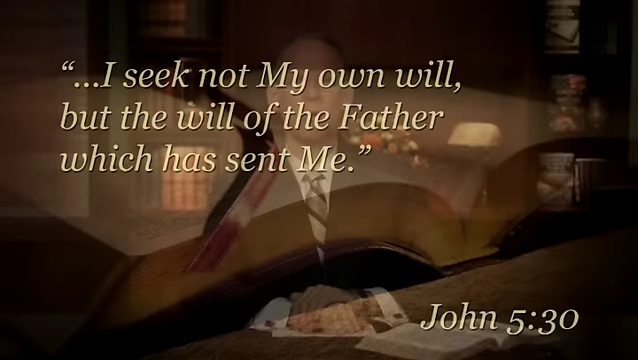 “...I seek not My own will,
but the will of the Father
which has sent Me.”
John 5:30